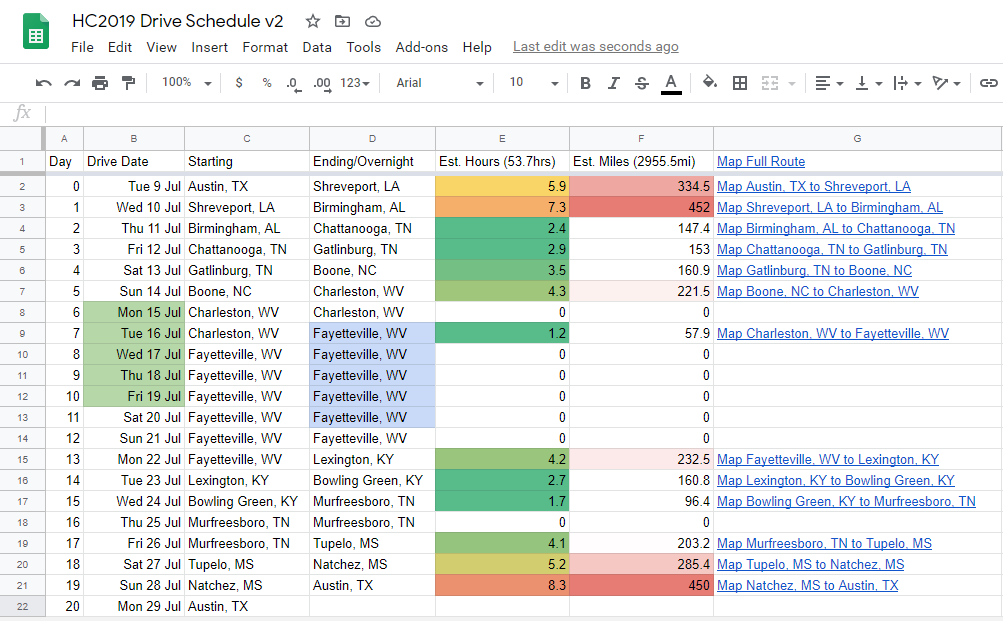 HC2019 Drive Schedule v2
File Edit View Insert Format Data Tools Add-ons Help Last edit was seconds ago
100% $ % .0 .00 123 Arial 10 B I S A
fx
A B C D E F G
1 Day Drive Date Starting Ending/Overnight Est. Hours (53.7hrs) Est. Miles (2955.5mi) Map Full Route
2 0 Tue 9 Jul Austin, TX Shreveport, LA 5.9 334.5 Map Austin, TX to Shreveport, LA
3 1 Wed 10 Jul Shreveport, LA Birmingham, AL 7.3 452 Map Shreveport, LA to Birmingham, AL
4 2 Thu 11 Jul Birmingham, AL Chattanooga, TN 2.4 147.4 Map Birmingham, AL to Chattanooga, TN
5 3 Fri 12 Jul Chattanooga, TN Gatlinburg, TN 2.9 153 Map Chattanooga, TN to Gatlinburg, TN
6 4 Sat 13 Jul Gatlinburg, TN Boone, NC 3.5 160.9 Map Gatlinburg, TN to Boone, NC
7 5 Sun 14 Jul Boone, NC Charleston, WV 4.3 221.5 Map Boone, NC to Charleston, WV
8 6 Mon 15 Jul Charleston, WV Charleston, WV 0 0
9 7 Tue 16 Jul Charleston, WV Fayetteville, WV 1.2 57.9 Map Charleston, WV to Fayetteville, WV
10 8 Wed 17 Jul Fayetteville, WV Fayetteville, WV 0 0
11 9 Thu 18 Jul Fayetteville, WV Fayetteville, WV 0 0
12 10 Fri 19 Jul Fayetteville, WV Fayetteville, WV 0 0
13 11 Sat 20 Jul Fayetteville, WV Fayetteville, WV 0 0
14 12 Sun 21 Jul Fayetteville, WV Fayetteville, WV 0 0
15 13 Mon 22 Jul Fayetteville, WV Lexington, KY 4.2 232.5 Map Fayetteville, WV to Lexington, KY
16 14 Tue 23 Jul Lexington, KY Bowling Green, KY 2.7 160.8 Map Lexington, KY to Bowling Green, KY
17 15 Wed 24 Jul Bowling Green, KY Murfreesboro, TN 1.7 96.4 Map Bowling Green, KY to Murfreesboro, TN
18 16 Thu 25 Jul Murfreesboro, TN Murfreesboro, TN 0 0
19 17 Fri 26 Jul Murfreesboro, TN Tupelo, MS 4.1 203.2 Map Murfreesboro, TN to Tupelo, MS
20 18 Sat 27 Jul Tupelo, MS Natchez, MS 5.2 285.4 Map Tupelo, MS to Natchez, MS
21 19 Sun 28 Jul Natchez, MS Austin, TX 8.3 450 Map Natchez, MS to Austin, TX
22 20 Mon 29 Jul Austin, TX